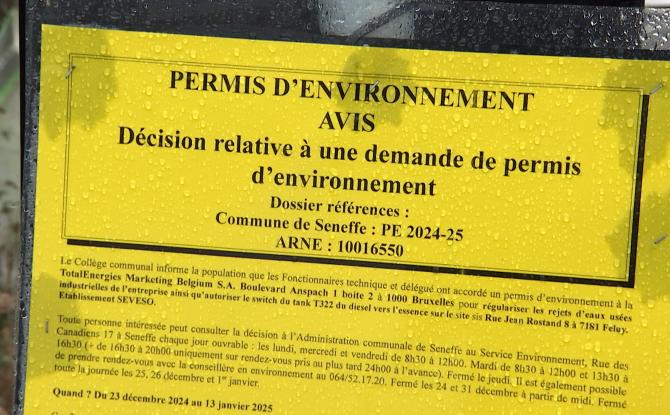 PERMIS D'ENVIRONNEMENT
AVIS
Décision relative à une demande de permis
d'environnement
Dossier références :
Commune de Seneffe : PE 2024-25
ARNE : 10016550
Le Collège communal informe la population que les Fonctionnaires technique et délégué ont accordé un permis d'environnement à la
TotalEnergies Marketing Belgium S.A. Boulevard Anspach 1 boite 2 à 1000 Bruxelles pour régulariser les rejets d'eaux usées
industrielles de l'entreprise ainsi qu'autoriser le switch du tank T322 du diesel vers l'essence sur le site sis Rue Jean Rostand 8 à 7181 Feluy.
Etablissement SEVESO.
Toute personne intéressée peut consulter la décision à l'Administration communale de Seneffe au Service Environnement, Rue des
Canadiens 17 à Seneffe chaque jour ouvrable : les lundi, mercredi et vendredi de 8h30 à 12h00. Mardi de 8h30 à 12h00 et 13h30 à
16h30 (+ de 16h30 à 20h00 uniquement sur rendez-vous pris au plus tard 24h00 à l'avance). Fermé le jeudi. Il est également possible
de prendre rendez-vous avec la conseillère en environnement au 064/52.17.20. Fermé les 24 et 31 décembre à partir de midi. Fermé
toute la journée les 25, 26 décembre et 1er janvier.
Quand ? Du 23 décembre 2024 au 13 janvier 2025